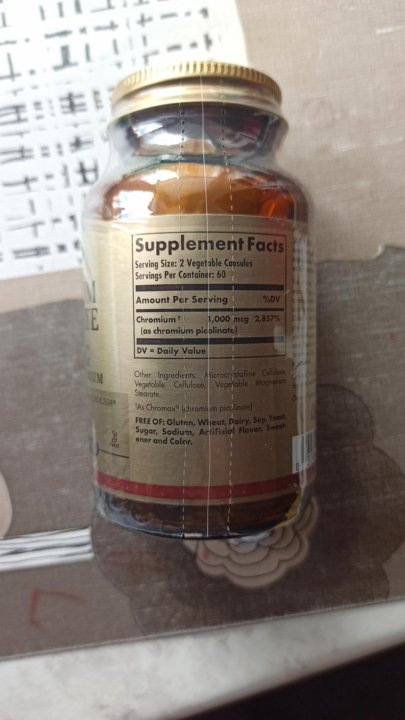 Supplement Facts
Serving Size: 2 Vegetable Capsules
Servings Per Container: 60
Amount Per Serving %DV
Chromium† 1,000 mcg 2,857%
(as chromium picolinate)
DV = Daily Value
Other Ingredients: Microcrystalline Cellulose,
Vegetable Cellulose, Vegetable Magnesium
Stearate.
†As Chromax® (chromium picolinate)
FREE OF: Gluten, Wheat, Dairy, Soy, Yeast,
Sugar, Sodium, Artificial Flavor, Sweet-
ener and Color.